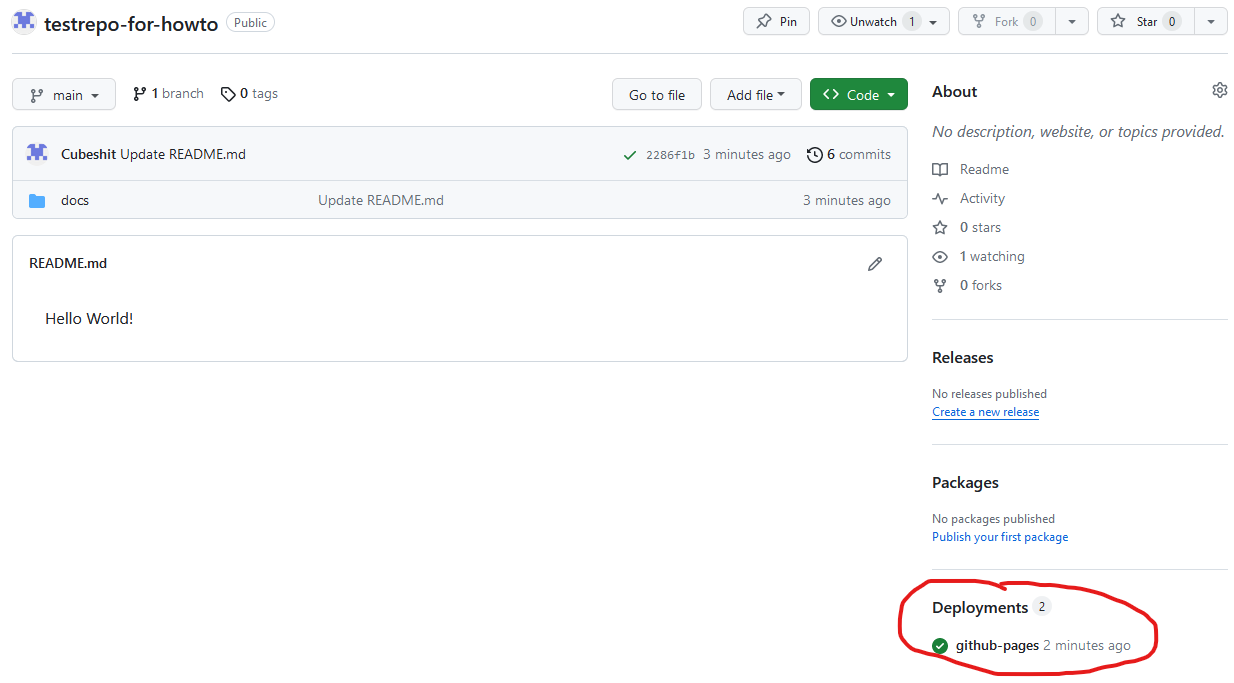 testrepo-for-howto Public Pin Unwatch 1 Fork 0 Star 0
main 1 branch 0 tags Go to file Add file Code
Cubeshit Update README.md 2286f1b 3 minutes ago 6 commits
docs Update README.md 3 minutes ago
README.md
Hello World!
About
No description, website, or topics provided.
Readme
Activity
0 stars
1 watching
0 forks
Releases
No releases published
Create a new release
Packages
No packages published
Publish your first package
Deployments 2
github-pages 2 minutes ago